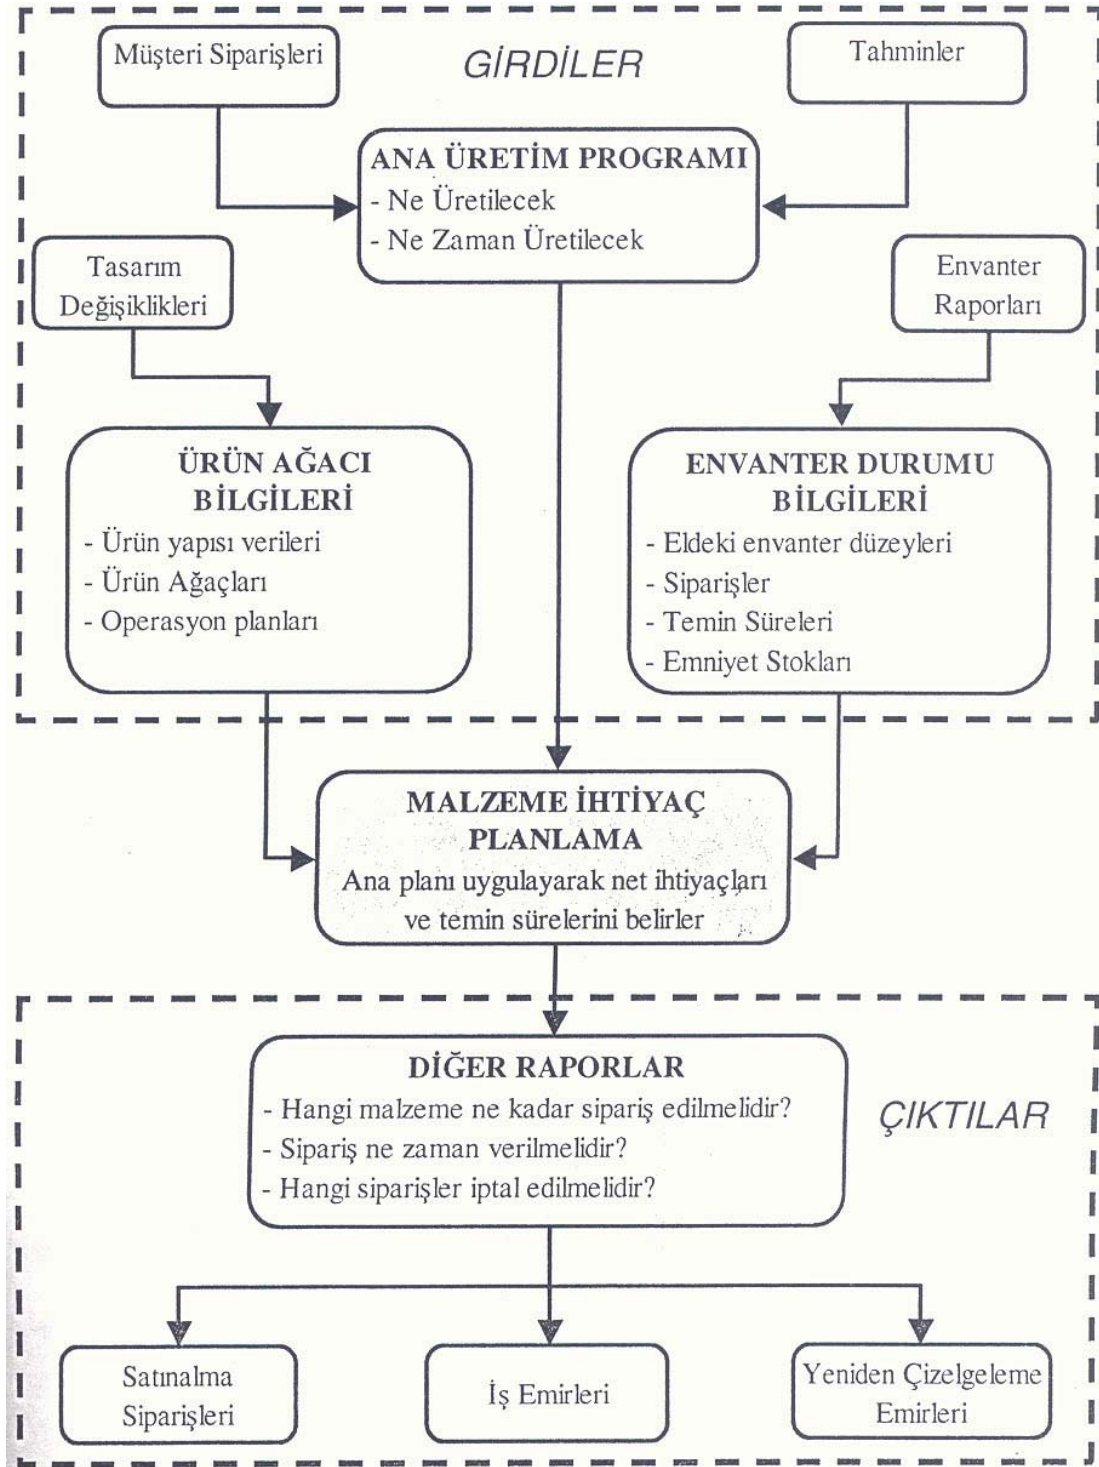 Müşteri Siparişleri
GİRDİLER
Tahminler
ANA ÜRETİM PROGRAMI
- Ne Üretilecek
- Ne Zaman Üretilecek
Tasarım
Değişiklikleri
Envanter
Raporları
ÜRÜN AĞACI
BİLGİLERİ
- Ürün yapısı verileri
- Ürün Ağaçları
- Operasyon planları
ENVANTER DURUMU
BİLGİLERİ
- Eldeki envanter düzeyleri
- Siparişler
- Temin Süreleri
- Emniyet Stokları
MALZEME İHTİYAÇ
PLANLAMA
Ana planı uygulayarak net ihtiyaçları
ve temin sürelerini belirler
DİĞER RAPORLAR
- Hangi malzeme ne kadar sipariş edilmelidir?
- Sipariş ne zaman verilmelidir?
- Hangi siparişler iptal edilmelidir?
ÇIKTILAR
Satınalma
Siparişleri
İş Emirleri
Yeniden Çizelgeleme
Emirleri